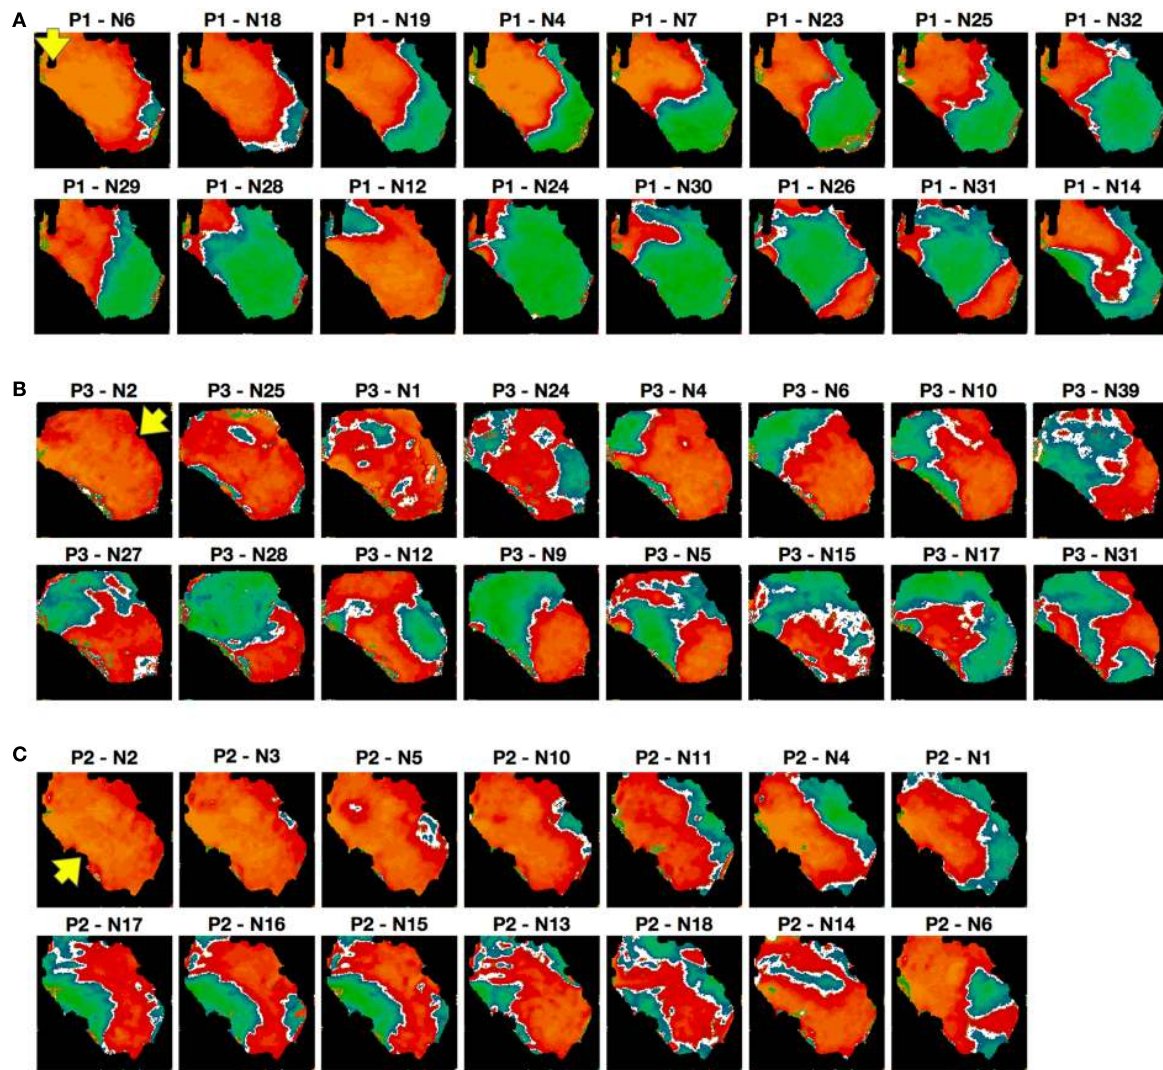 A
P1 - N6 P1 - N18 P1 - N19 P1 - N4 P1 - N7 P1 - N23 P1 - N25 P1 - N32
P1 - N29 P1 - N28 P1 - N12 P1 - N24 P1 - N30 P1 - N26 P1 - N31 P1 - N14
B
P3 - N2 P3 - N25 P3 - N1 P3 - N24 P3 - N4 P3 - N6 P3 - N10 P3 - N39
P3 - N27 P3 - N28 P3 - N12 P3 - N9 P3 - N5 P3 - N15 P3 - N17 P3 - N31
C
P2 - N2 P2 - N3 P2 - N5 P2 - N10 P2 - N11 P2 - N4 P2 - N1
P2 - N17 P2 - N16 P2 - N15 P2 - N13 P2 - N18 P2 - N14 P2 - N6